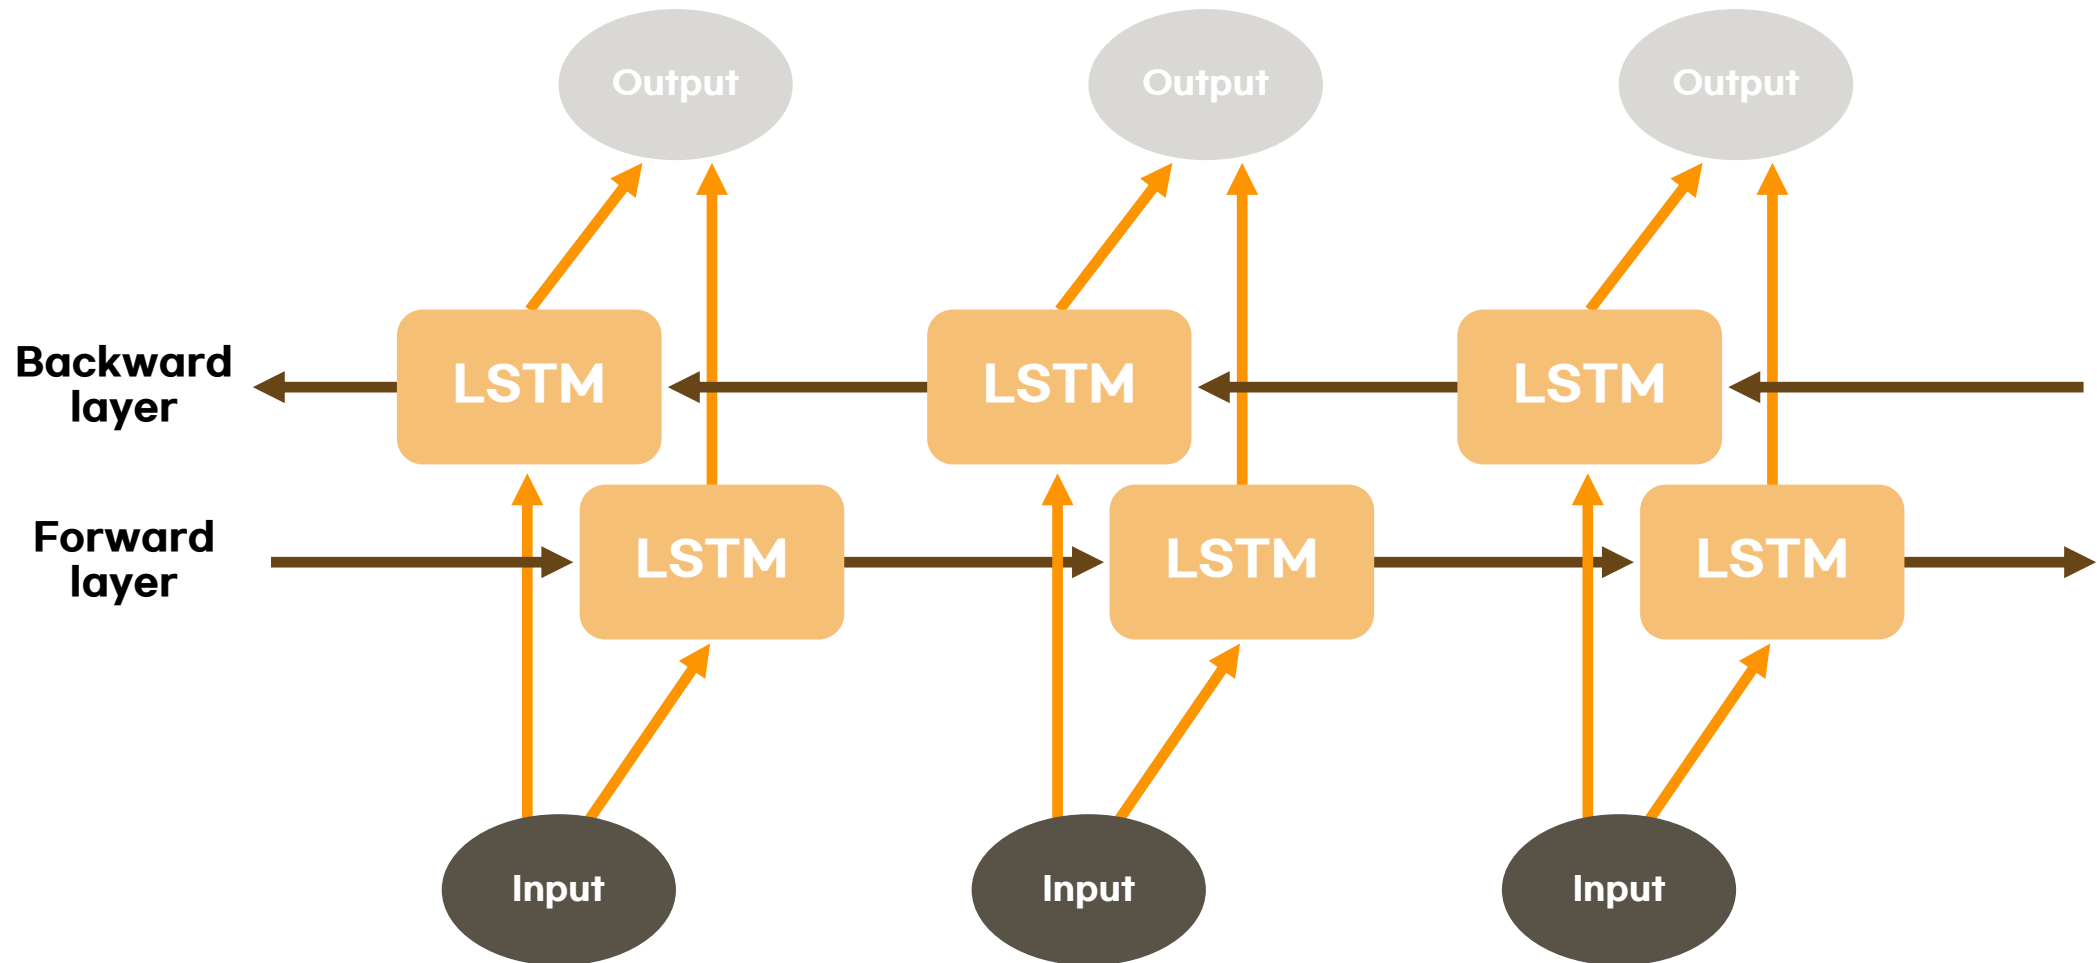 Output
Output
Output
Backward
layer
LSTM
LSTM
LSTM
Forward
layer
LSTM
LSTM
LSTM
Input
Input
Input